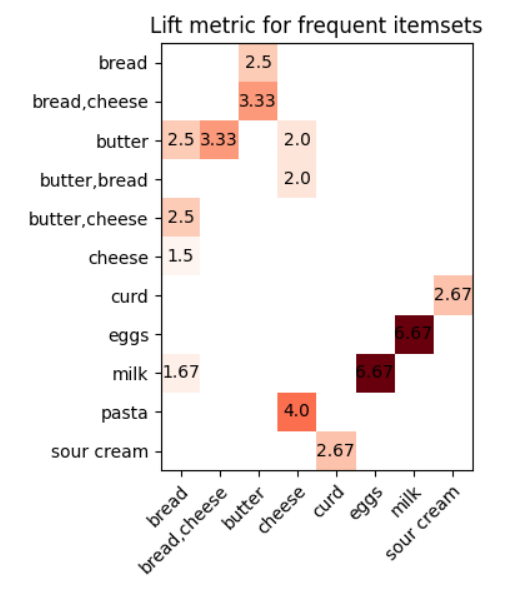 Lift metric for frequent itemsets
bread 2.5
bread,cheese 3.33
butter 2.5 3.33 2.0
butter,bread 2.0
butter,cheese 2.5
cheese 1.5
curd 2.67
eggs 6.67
milk 1.67 6.67
pasta 4.0
sour cream 2.67
bread bread,cheese butter cheese curd eggs milk sour cream